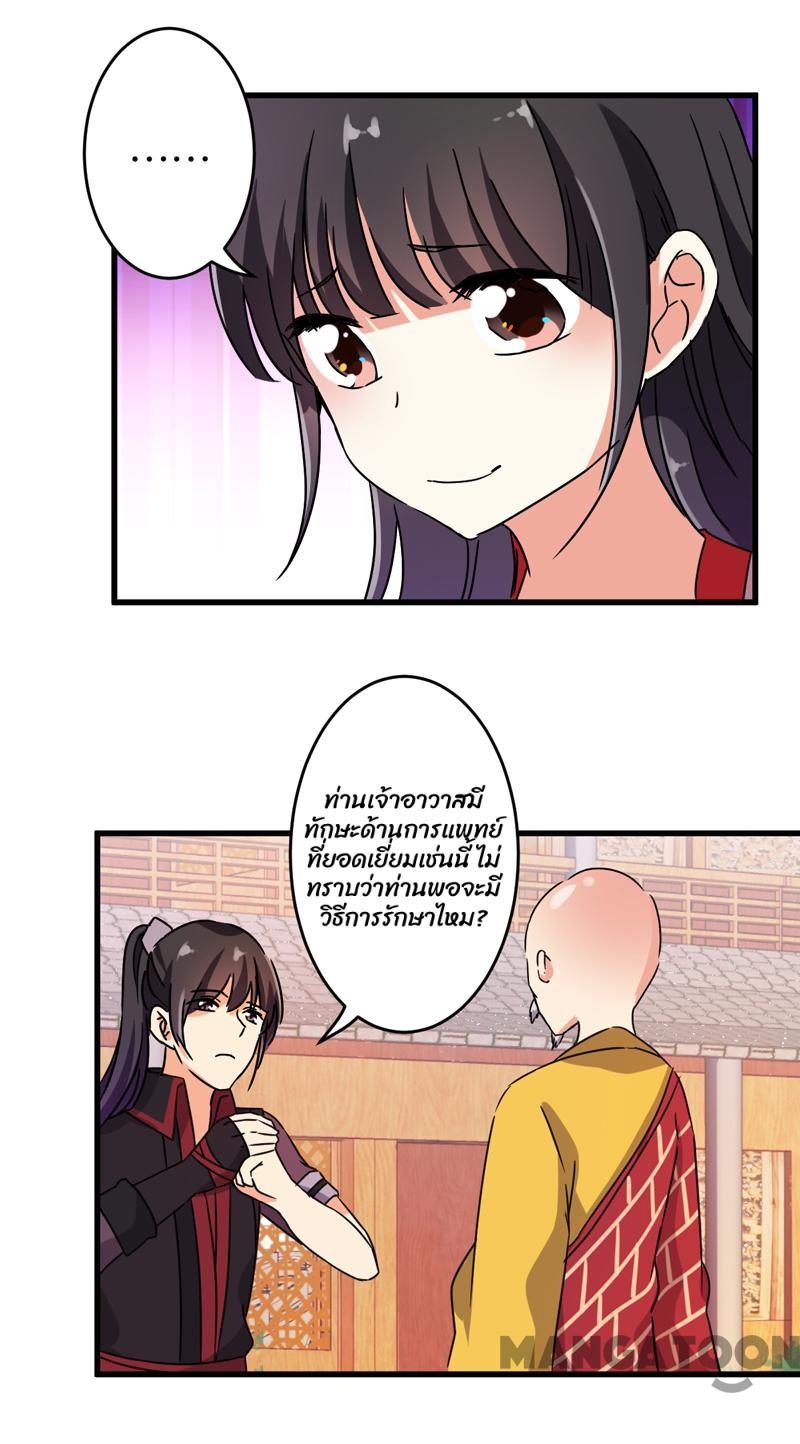 ......
ท่านเจ้าอาวาสมี
ทักษะด้านการแพทย์
ที่ยอดเยี่ยมเช่นนี้ ไม่
ทราบว่าท่านพอจะมี
วิธีการรักษาไหม?
MANGATOON